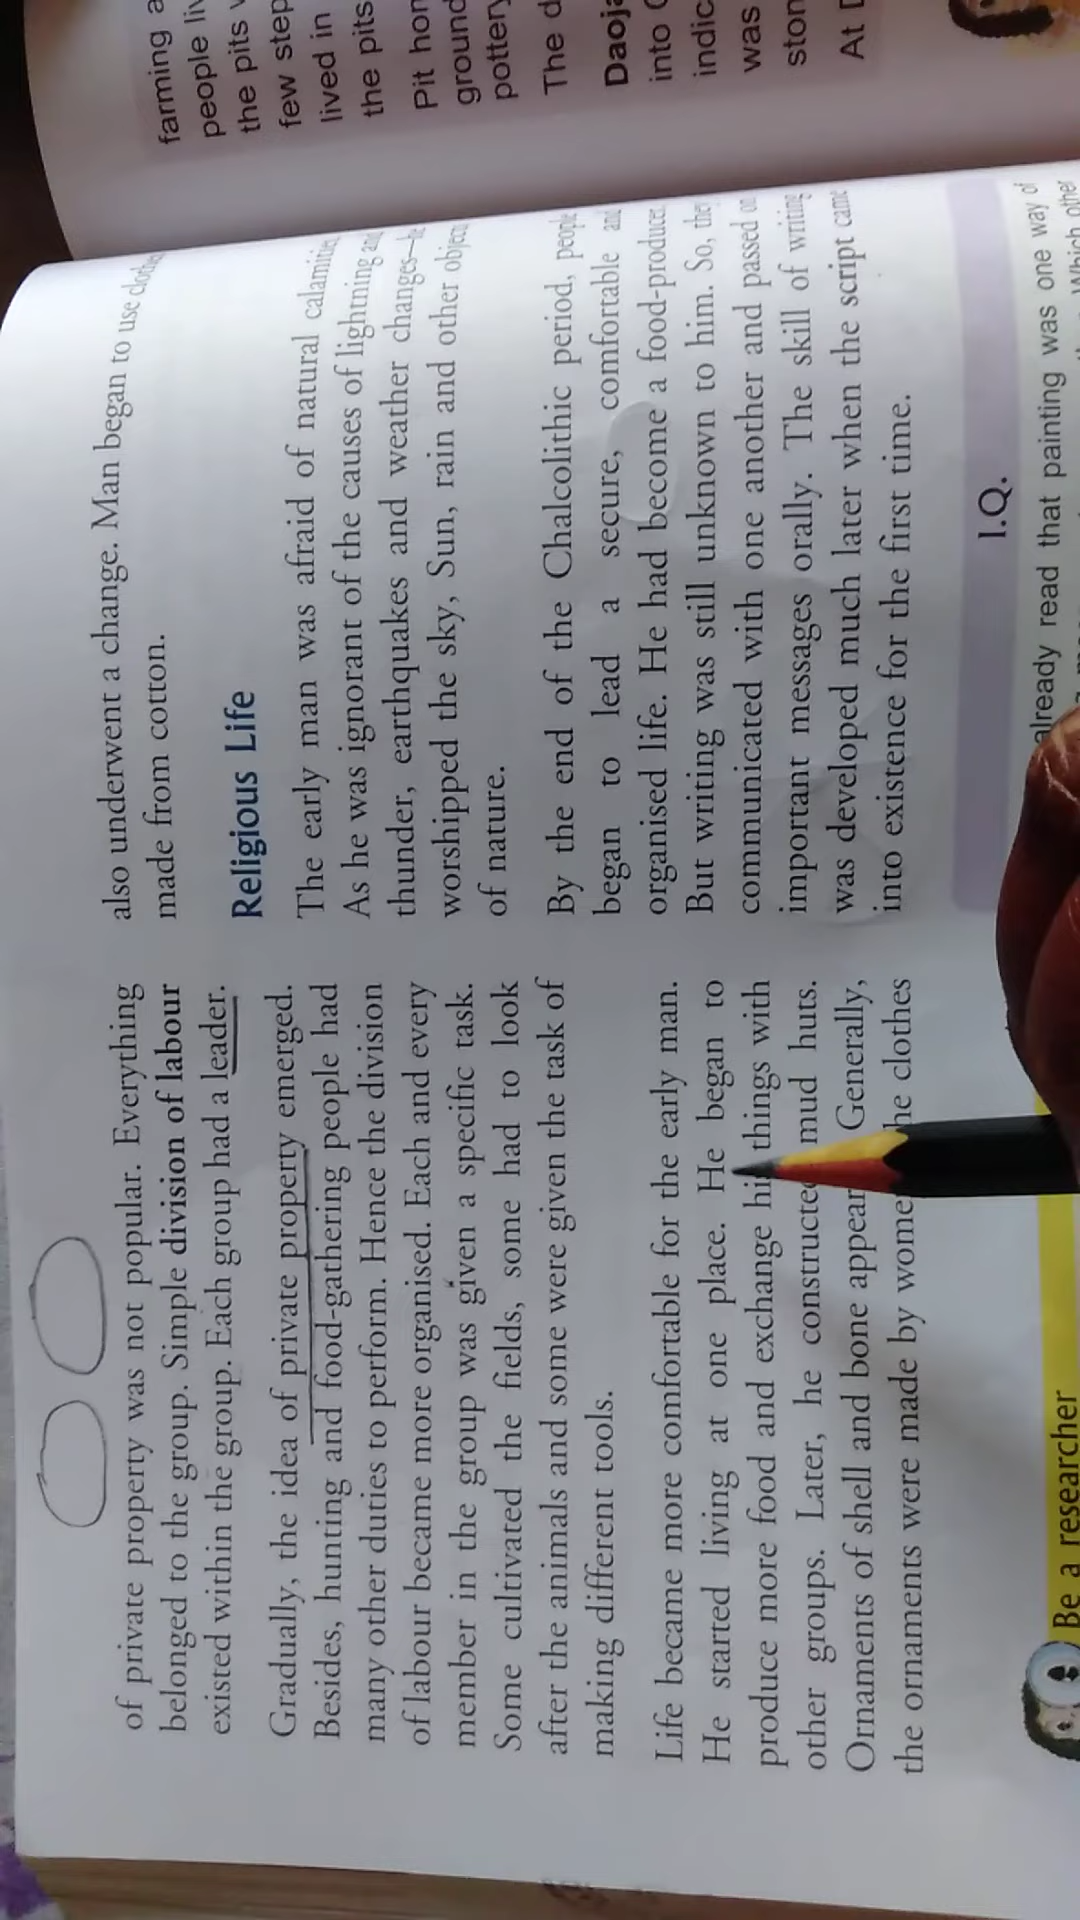 of private property was not popular. Everything
belonged to the group. Simple division of labour
existed within the group. Each group had a leader.
Gradually, the idea of private property emerged.
Besides, hunting and food-gathering people had
many other duties to perform. Hence the division
of labour became more organised. Each and every
member in the group was given a specific task.
Some cultivated the fields, some had to look
after the animals and some were given the task of
making different tools.
Life became more comfortable for the early man.
He started living at one place. He began to
produce more food and exchange things with
other groups. Later, he constructed mud huts.
Ornaments of shell and bone Generally,
the ornaments were made by clothes
Be a researcher
also underwent a change. Man began to use clothes
made from cotton.
Religious Life
The early man was afraid of natural calamities,
As he was ignorant of the causes of lightning and
thunder, earthquakes and weather changes—he
worshipped the sky, Sun, rain and other objects
of nature.
By the end of the Chalcolithic period, people
began to lead a secure, comfortable and
organised life. He had become a food-producer.
But writing was still unknown to him. So, they
communicated with one another and passed on
important messages orally. The skill of writing
was developed much later when the script came
into existence for the first time.
I.Q.
already read that painting was one way of
Which other
farming
people
the pits
few
lived in
the pits
Pit
ground
pottery
The
into
was
At